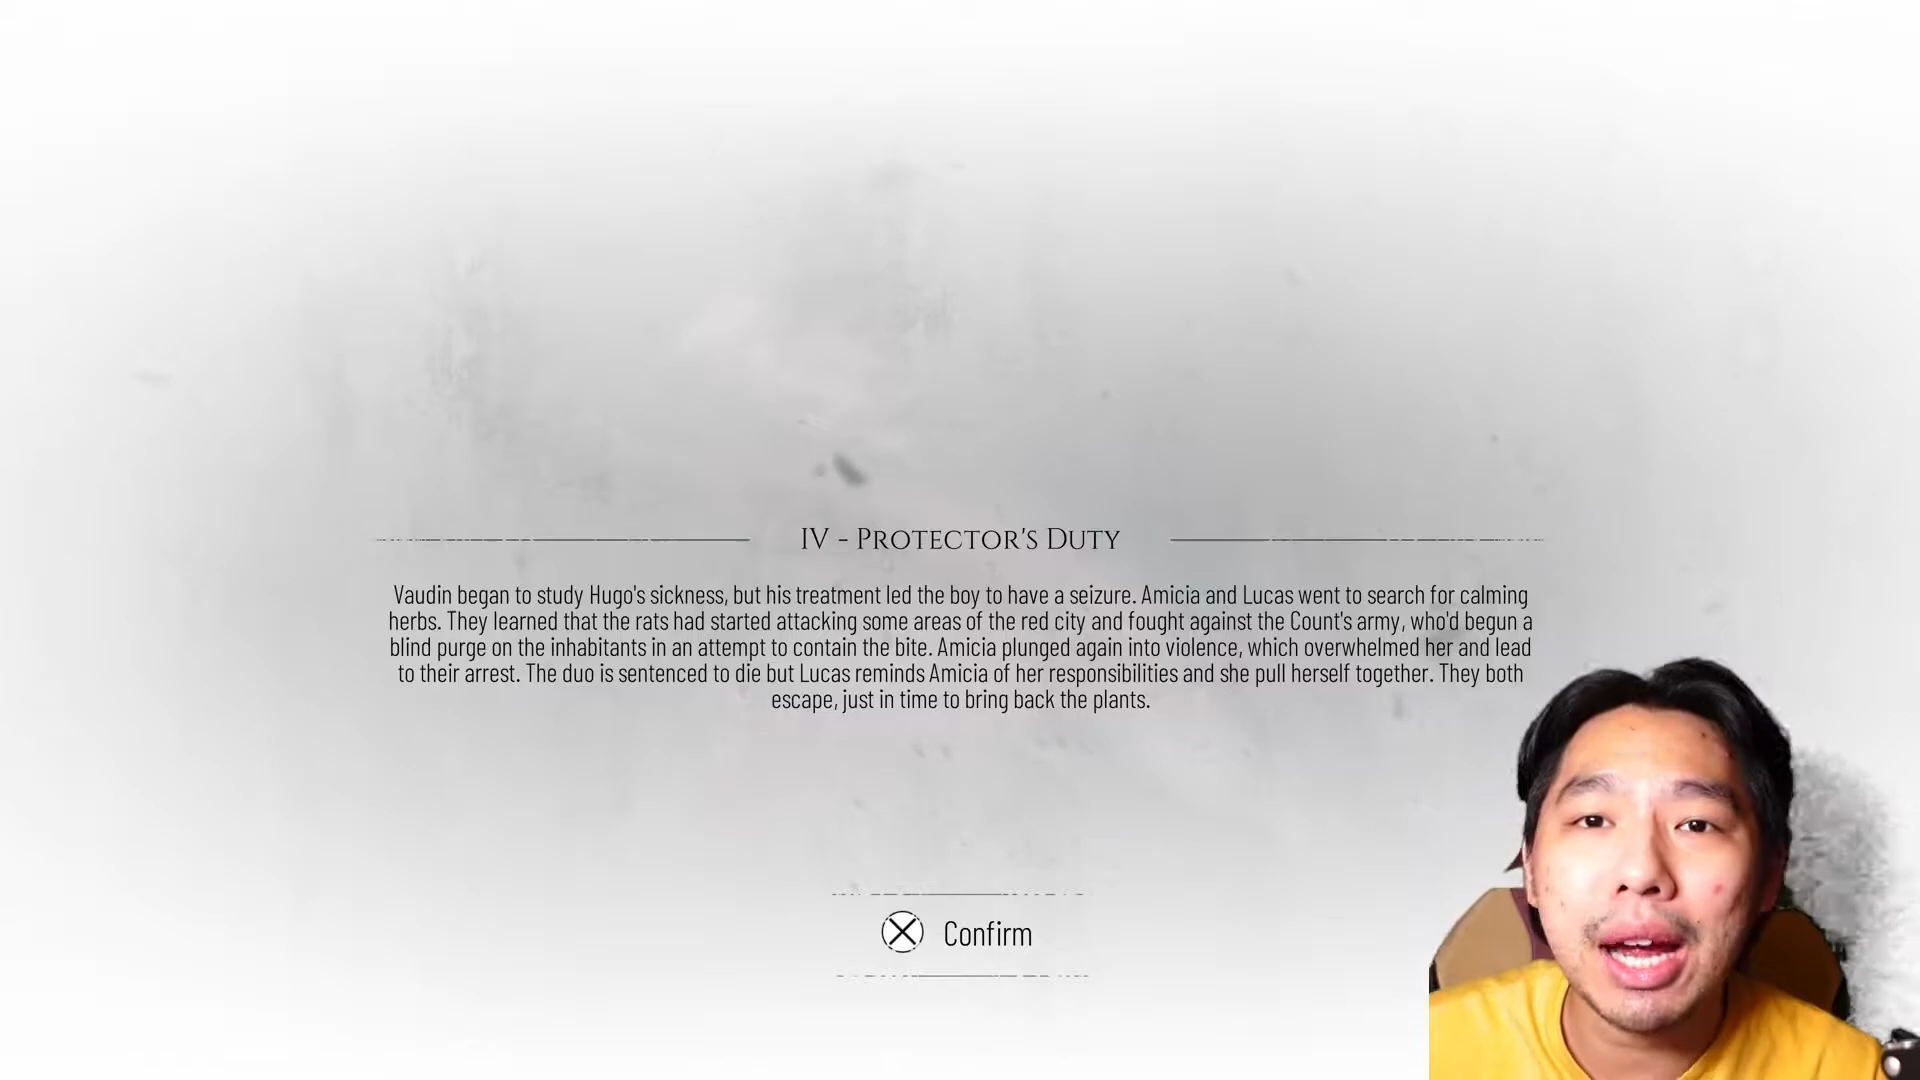 IV - Protector's Duty
Vaudin began to study Hugo's sickness, but his treatment led the boy to have a seizure. Amicia and Lucas went to search for calming
herbs. They learned that the rats had started attacking some areas of the red city and fought against the Count's army, who'd begun a
blind purge on the inhabitants in an attempt to contain the bite. Amicia plunged again into violence, which overwhelmed her and lead
to their arrest. The duo is sentenced to die but Lucas reminds Amicia of her responsibilities and she pull herself together. They both
escape, just in time to bring back the plants.
Confirm